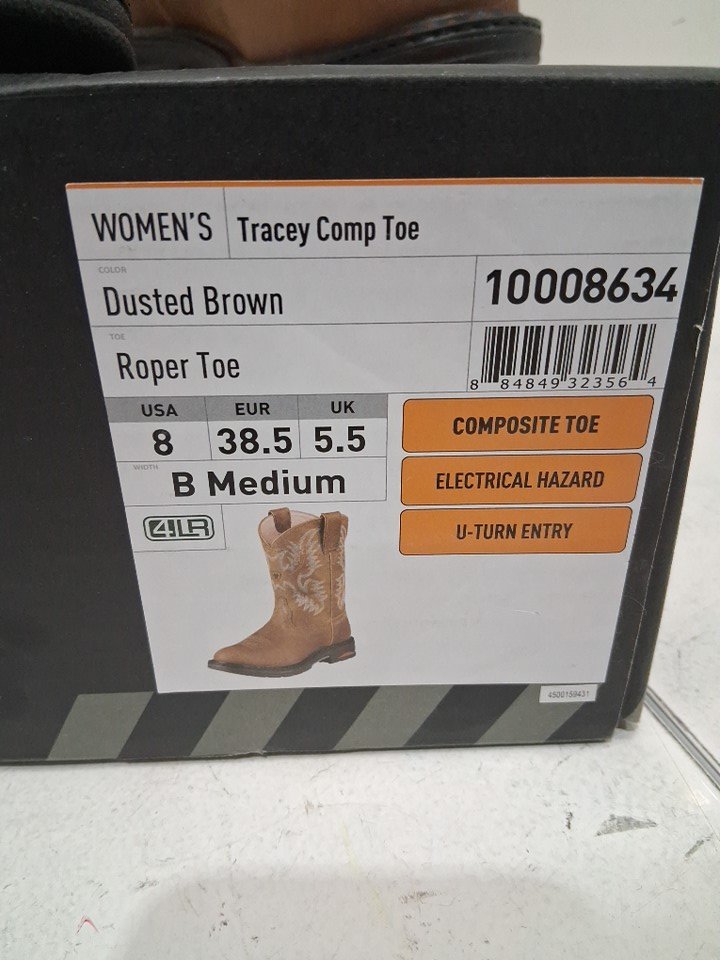 WOMEN'S Tracey Comp Toe
COLOR
Dusted Brown
10008634
TOE
Roper Toe
8 84849 32356 4
USA EUR UK
8 38.5 5.5
WIDTH
B Medium
COMPOSITE TOE
ELECTRICAL HAZARD
U-TURN ENTRY
4LR
4500159431